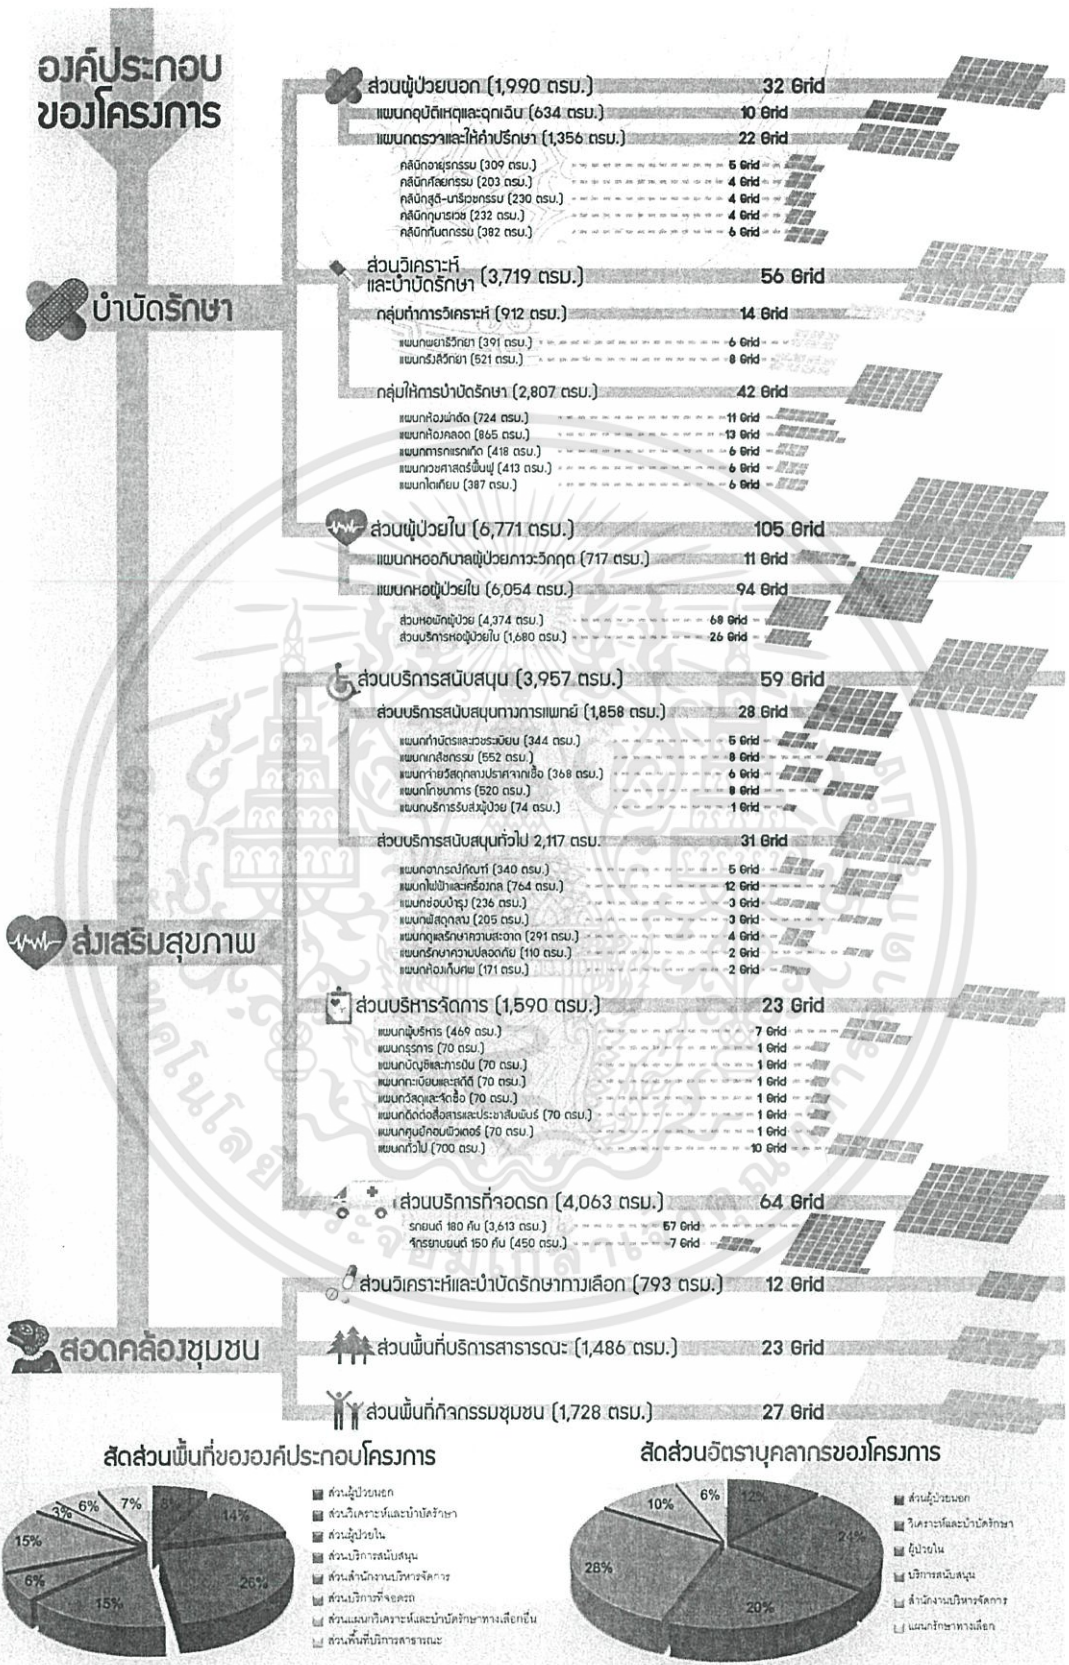 องค์ประกอบ
ของโครงการ
ส่วนผู้ป่วยนอก (1,990 ตรม.) 32 Grid
แผนกอุบัติเหตุและฉุกเฉิน (634 ตรม.) 10 Grid
แผนกตรวจและให้คำปรึกษา (1,356 ตรม.) 22 Grid
คลินิกอายุรกรรม (309 ตรม.) 5 Grid
คลินิกศัลยกรรม (203 ตรม.) 4 Grid
คลินิกสูติ-นารีเวชกรรม (230 ตรม.) 4 Grid
คลินิกกุมารเวช (232 ตรม.) 4 Grid
คลินิกทันตกรรม (382 ตรม.) 6 Grid
บำบัดรักษา
ส่วนวิเคราะห์
และบำบัดรักษา (3,719 ตรม.) 56 Grid
กลุ่มทำการวิเคราะห์ (912 ตรม.) 14 Grid
แผนกพยาธิวิทยา (391 ตรม.) 6 Grid
แผนกรังสีวิทยา (521 ตรม.) 8 Grid
กลุ่มให้การบำบัดรักษา (2,807 ตรม.) 42 Grid
แผนกห้องผ่าตัด (724 ตรม.) 11 Grid
แผนกห้องคลอด (865 ตรม.) 13 Grid
แผนกทารกแรกเกิด (418 ตรม.) 6 Grid
แผนกเวชศาสตร์ฟื้นฟู (413 ตรม.) 6 Grid
แผนกไตเทียม (387 ตรม.) 6 Grid
ส่วนผู้ป่วยใน (6,771 ตรม.) 105 Grid
แผนกหออภิบาลผู้ป่วยภาวะวิกฤต (717 ตรม.) 11 Grid
แผนกหอผู้ป่วยใน (6,054 ตรม.) 94 Grid
ส่วนหอพักผู้ป่วย (4,374 ตรม.) 68 Grid
ส่วนบริการหอผู้ป่วยใน (1,680 ตรม.) 26 Grid
ส่งเสริมสุขภาพ
ส่วนบริการสนับสนุน (3,957 ตรม.) 59 Grid
ส่วนบริการสนับสนุนทางการแพทย์ (1,858 ตรม.) 28 Grid
แผนกทำบัตรและเวชระเบียน (344 ตรม.) 5 Grid
แผนกเภสัชกรรม (552 ตรม.) 8 Grid
แผนกจ่ายวัสดุกลางปราศจากเชื้อ (368 ตรม.) 6 Grid
แผนกโภชนาการ (520 ตรม.) 8 Grid
แผนกบริการรับส่งผู้ป่วย (74 ตรม.) 1 Grid
ส่วนบริการสนับสนุนทั่วไป 2,117 ตรม. 31 Grid
แผนกอาภรณ์ภัณฑ์ (340 ตรม.) 5 Grid
แผนกไฟฟ้าและเครื่องกล (764 ตรม.) 12 Grid
แผนกซ่อมบำรุง (236 ตรม.) 3 Grid
แผนกพัสดุกลาง (205 ตรม.) 3 Grid
แผนกดูแลรักษาความสะอาด (291 ตรม.) 4 Grid
แผนกรักษาความปลอดภัย (110 ตรม.) 2 Grid
แผนกห้องเก็บศพ (171 ตรม.) 2 Grid
ส่วนบริหารจัดการ (1,590 ตรม.) 23 Grid
แผนกผู้บริหาร (469 ตรม.) 7 Grid
แผนกธุรการ (70 ตรม.) 1 Grid
แผนกบัญชีและการเงิน (70 ตรม.) 1 Grid
แผนกทะเบียนและสถิติ (70 ตรม.) 1 Grid
แผนกวัสดุและจัดซื้อ (70 ตรม.) 1 Grid
แผนกติดต่อสื่อสารและประชาสัมพันธ์ (70 ตรม.) 1 Grid
แผนกศูนย์คอมพิวเตอร์ (70 ตรม.) 1 Grid
แผนกทั่วไป (700 ตรม.) 10 Grid
ส่วนบริการที่จอดรถ (4,063 ตรม.) 64 Grid
รถยนต์ 180 คัน (3,613 ตรม.) 57 Grid
จักรยานยนต์ 150 คัน (450 ตรม.) 7 Grid
สอดคล้องชุมชน
ส่วนวิเคราะห์และบำบัดรักษาทางเลือก (793 ตรม.) 12 Grid
ส่วนพื้นที่บริการสาธารณะ (1,486 ตรม.) 23 Grid
ส่วนพื้นที่กิจกรรมชุมชน (1,728 ตรม.) 27 Grid
สัดส่วนพื้นที่ขององค์ประกอบโครงการ
8%
14%
26%
15%
6%
15%
3%
6%
7%
ส่วนผู้ป่วยนอก
ส่วนวิเคราะห์และบำบัดรักษา
ส่วนผู้ป่วยใน
ส่วนบริการสนับสนุน
ส่วนสำนักงานบริหารจัดการ
ส่วนบริการที่จอดรถ
ส่วนแผนกวิเคราะห์และบำบัดรักษาทางเลือกอื่น
ส่วนพื้นที่บริการสาธารณะ
สัดส่วนอัตราบุคลากรของโครงการ
12%
24%
20%
28%
10%
6%
ส่วนผู้ป่วยนอก
วิเคราะห์และบำบัดรักษา
ผู้ป่วยใน
บริการสนับสนุน
สำนักงานบริหารจัดการ
แผนกรักษาทางเลือก